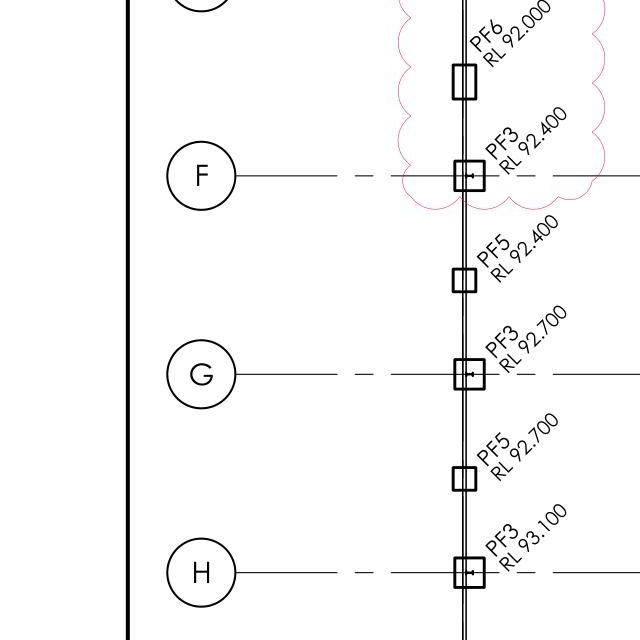 PF6
RL 92.000
F
PF3
RL 92.400
PF5
RL 92.400
G
PF3
RL 92.700
PF5
RL 92.700
H
PF3
RL 93.100